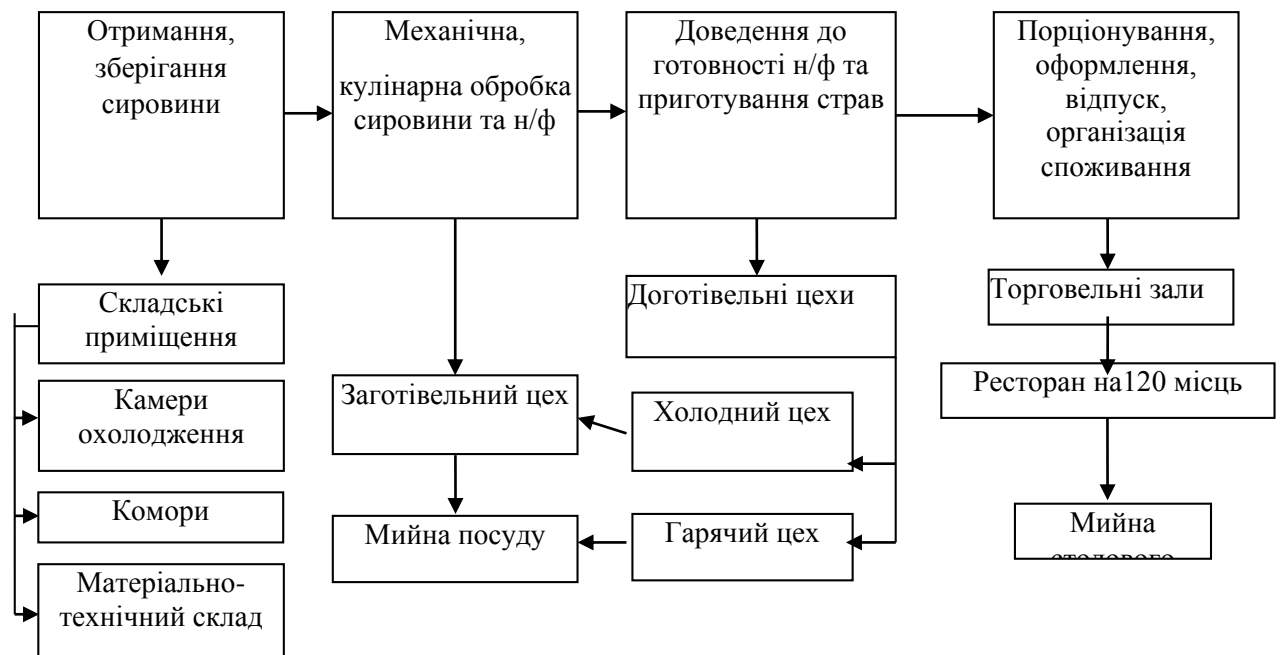 Отримання,
зберігання
сировини
Механічна,
кулінарна обробка
сировини та н/ф
Доведення до
готовності н/ф та
приготування страв
Порціонування,
оформлення,
відпуск,
організація
споживання
Складські
приміщення
Камери
охолодження
Комори
Матеріально-
технічний склад
Заготівельний цех
Мийна посуду
Доготівельні цехи
Холодний цех
Гарячий цех
Торговельні зали
Ресторан на120 місць
Мийна